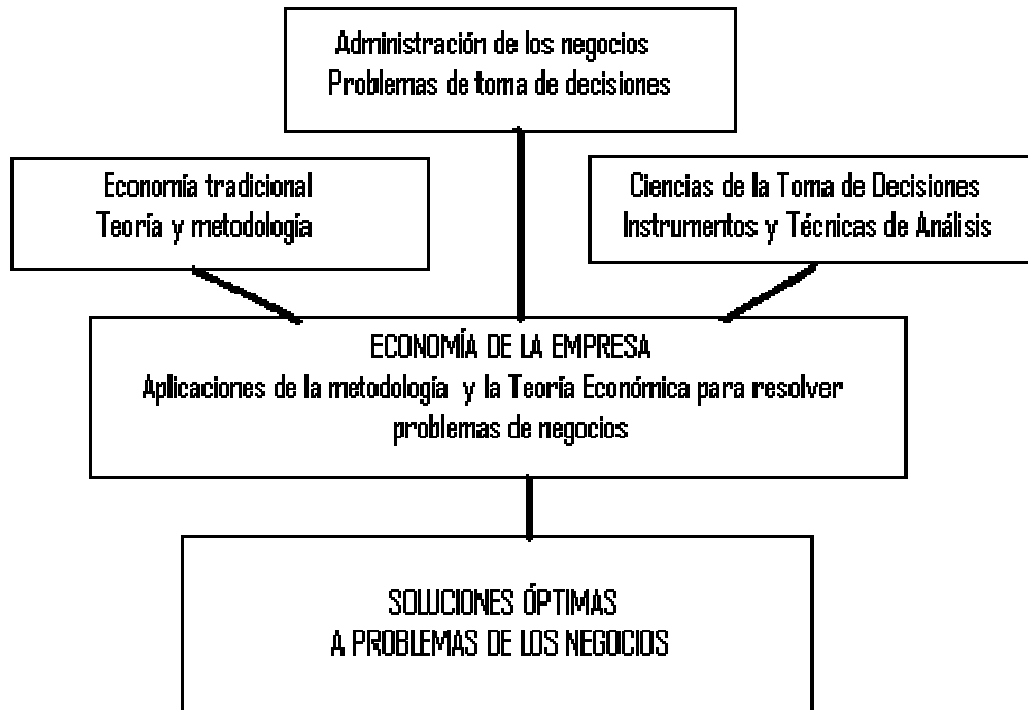 Administración de los negocios
Problemas de toma de decisiones
Economía tradicional
Teoría y metodología
Ciencias de la Toma de Decisiones
Instrumentos y Técnicas de Análisis
ECONOMÍA DE LA EMPRESA
Aplicaciones de la metodología y la Teoría Económica para resolver
problemas de negocios
SOLUCIONES ÓPTIMAS
A PROBLEMAS DE LOS NEGOCIOS